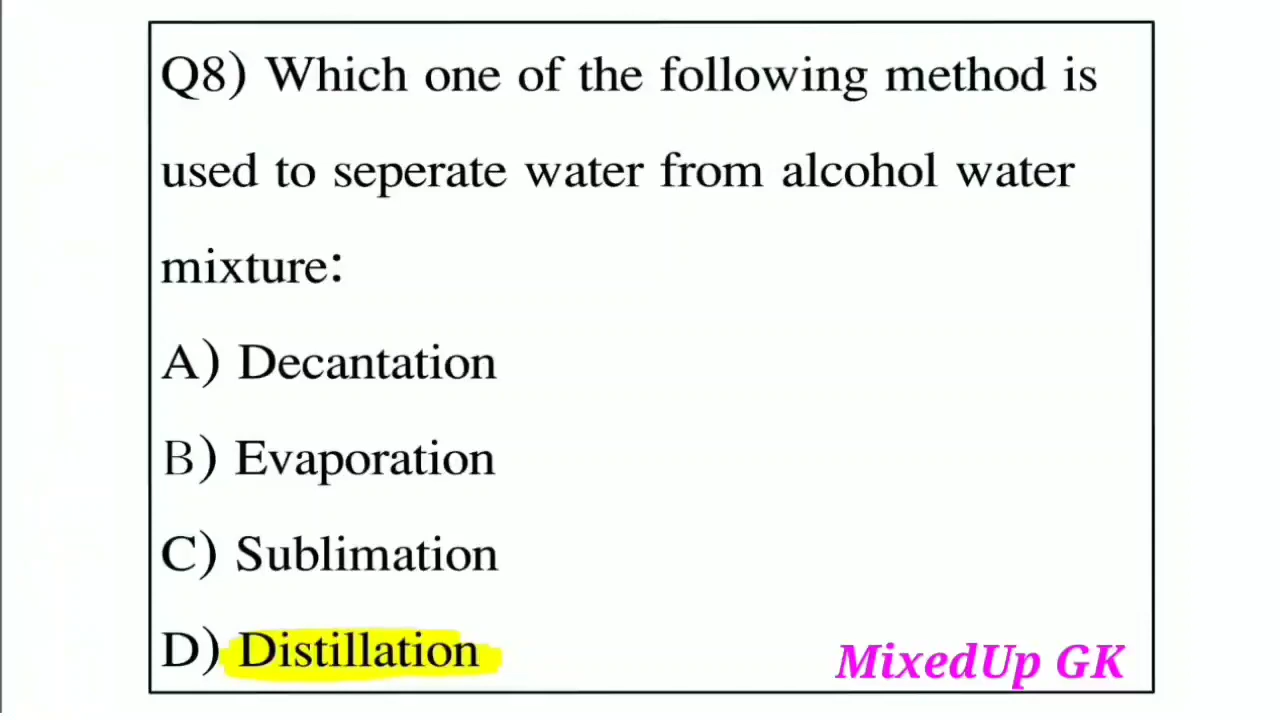 Q8) Which one of the following method is
used to seperate water from alcohol water
mixture:
A) Decantation
B) Evaporation
C) Sublimation
D) Distillation
MixedUp GK